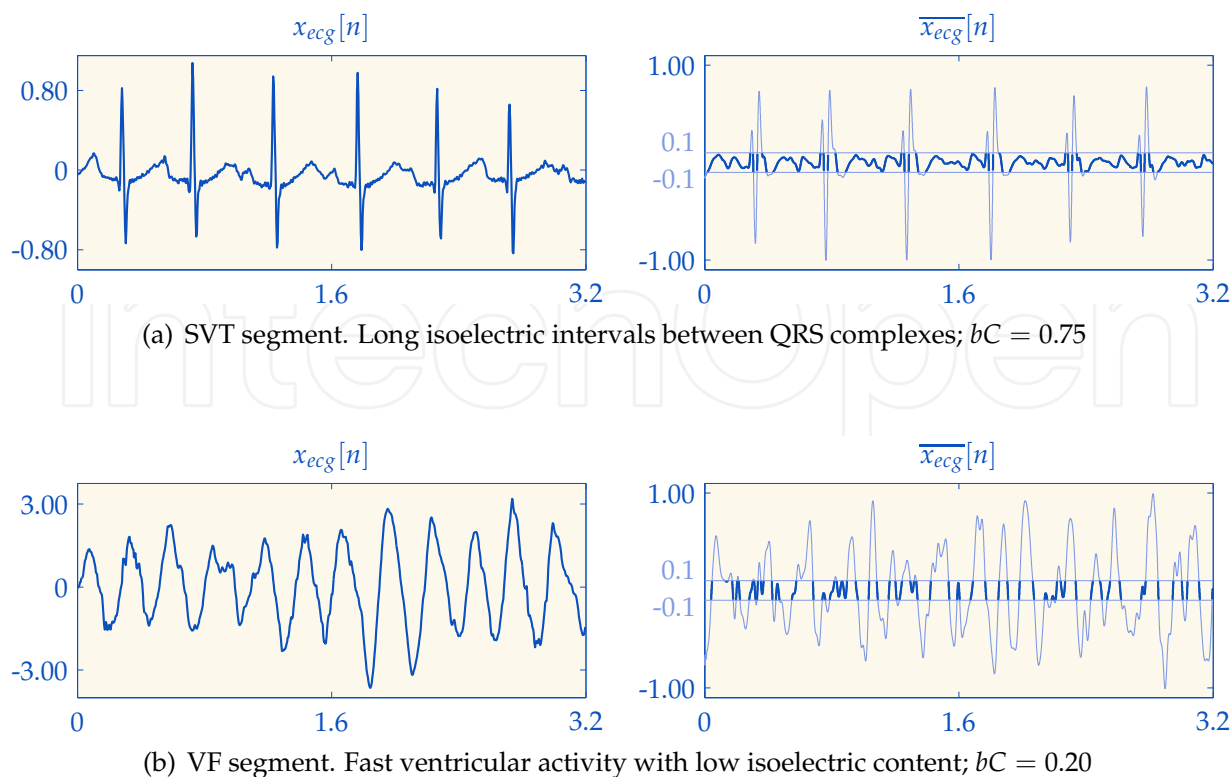 x_ecg[n]
0.80
0
-0.80
0 1.6 3.2
\overline{x_ecg}[n]
1.00
0.1
-0.1
-1.00
0 1.6 3.2
(a) SVT segment. Long isoelectric intervals between QRS complexes; bC = 0.75
IntechOpen
x_ecg[n]
3.00
0
-3.00
0 1.6 3.2
\overline{x_ecg}[n]
1.00
0.1
-0.1
-1.00
0 1.6 3.2
(b) VF segment. Fast ventricular activity with low isoelectric content; bC = 0.20